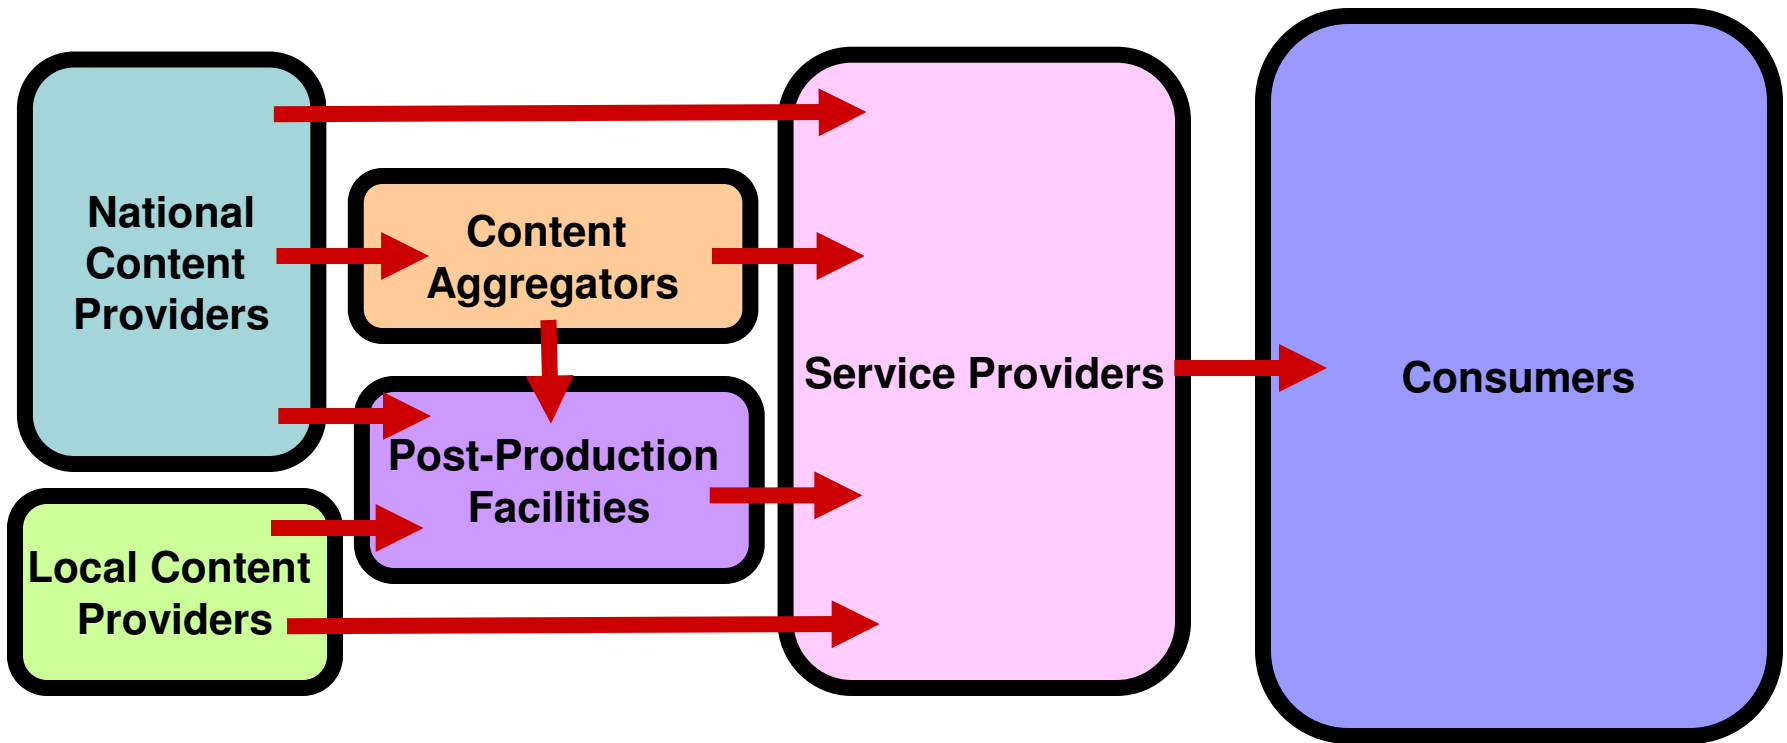 National
Content
Providers
Content
Aggregators
Post-Production
Facilities
Local Content
Providers
Service Providers
Consumers